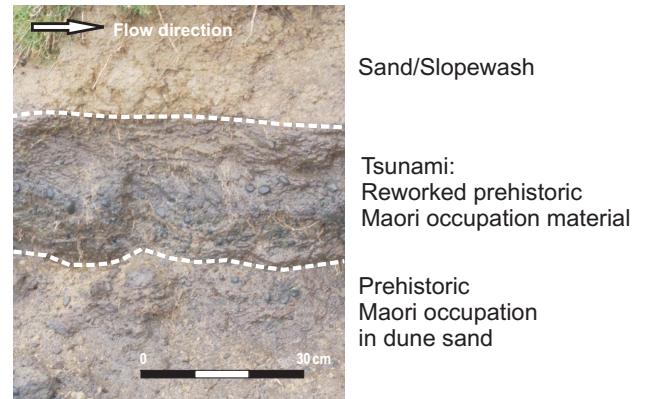 Flow direction
Sand/Slopewash
Tsunami:
Reworked prehistoric
Maori occupation material
Prehistoric
Maori occupation
in dune sand
0 30 cm